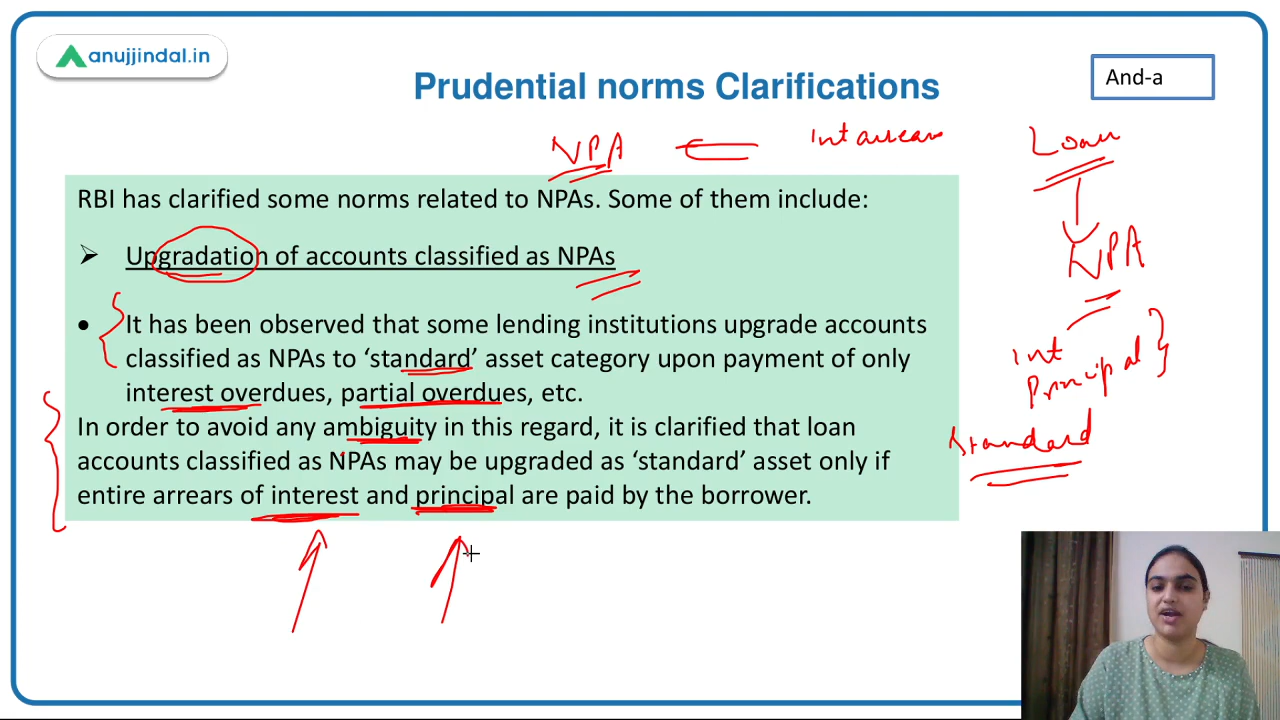 anujjindal.in
Prudential norms Clarifications
And-a
NPA
Int arrears
Loan
RBI has clarified some norms related to NPAs. Some of them include:
➢ Upgradation of accounts classified as NPAs
NPA
• It has been observed that some lending institutions upgrade accounts
classified as NPAs to ‘standard’ asset category upon payment of only
interest overdues, partial overdues, etc.
Int
Principal
In order to avoid any ambiguity in this regard, it is clarified that loan
accounts classified as NPAs may be upgraded as ‘standard’ asset only if
entire arrears of interest and principal are paid by the borrower.
Standard